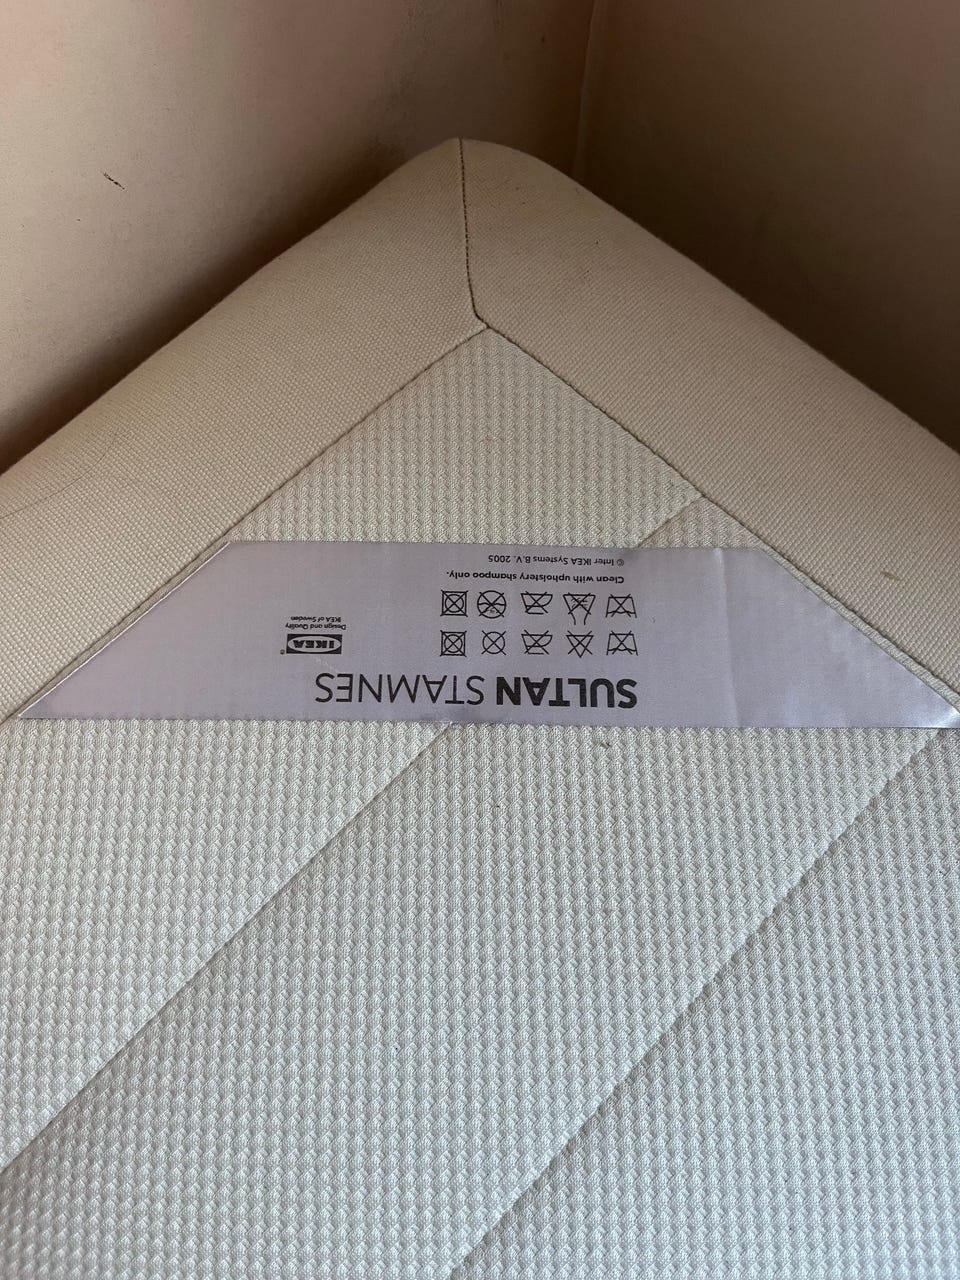 SULTAN STAMNES
IKEA
®
Design and Quality
IKEA of Sweden
Clean with upholstery shampoo only.
© Inter IKEA Systems B.V. 2005